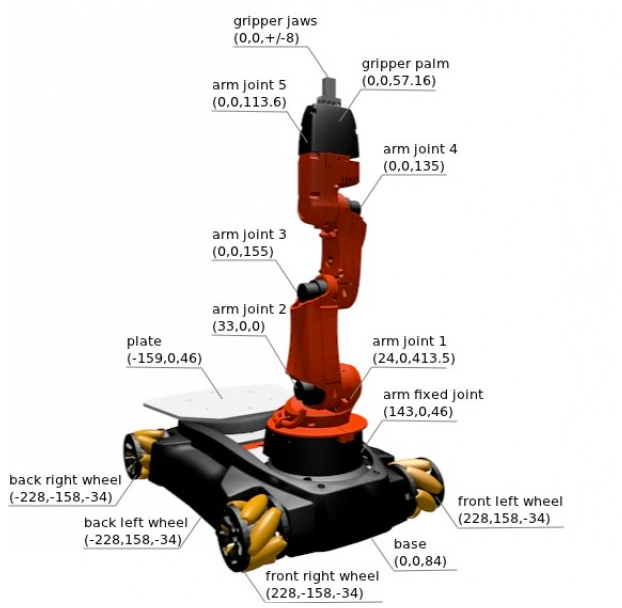 gripper jaws
(0,0,+/-8)
gripper palm
(0,0,57.16)
arm joint 5
(0,0,113.6)
arm joint 4
(0,0,135)
arm joint 3
(0,0,155)
arm joint 2
(33,0,0)
plate
(-159,0,46)
arm joint 1
(24,0,413.5)
arm fixed joint
(143,0,46)
back right wheel
(-228,-158,-34)
front left wheel
(228,158,-34)
back left wheel
(-228,158,-34)
base
(0,0,84)
front right wheel
(228,-158,-34)